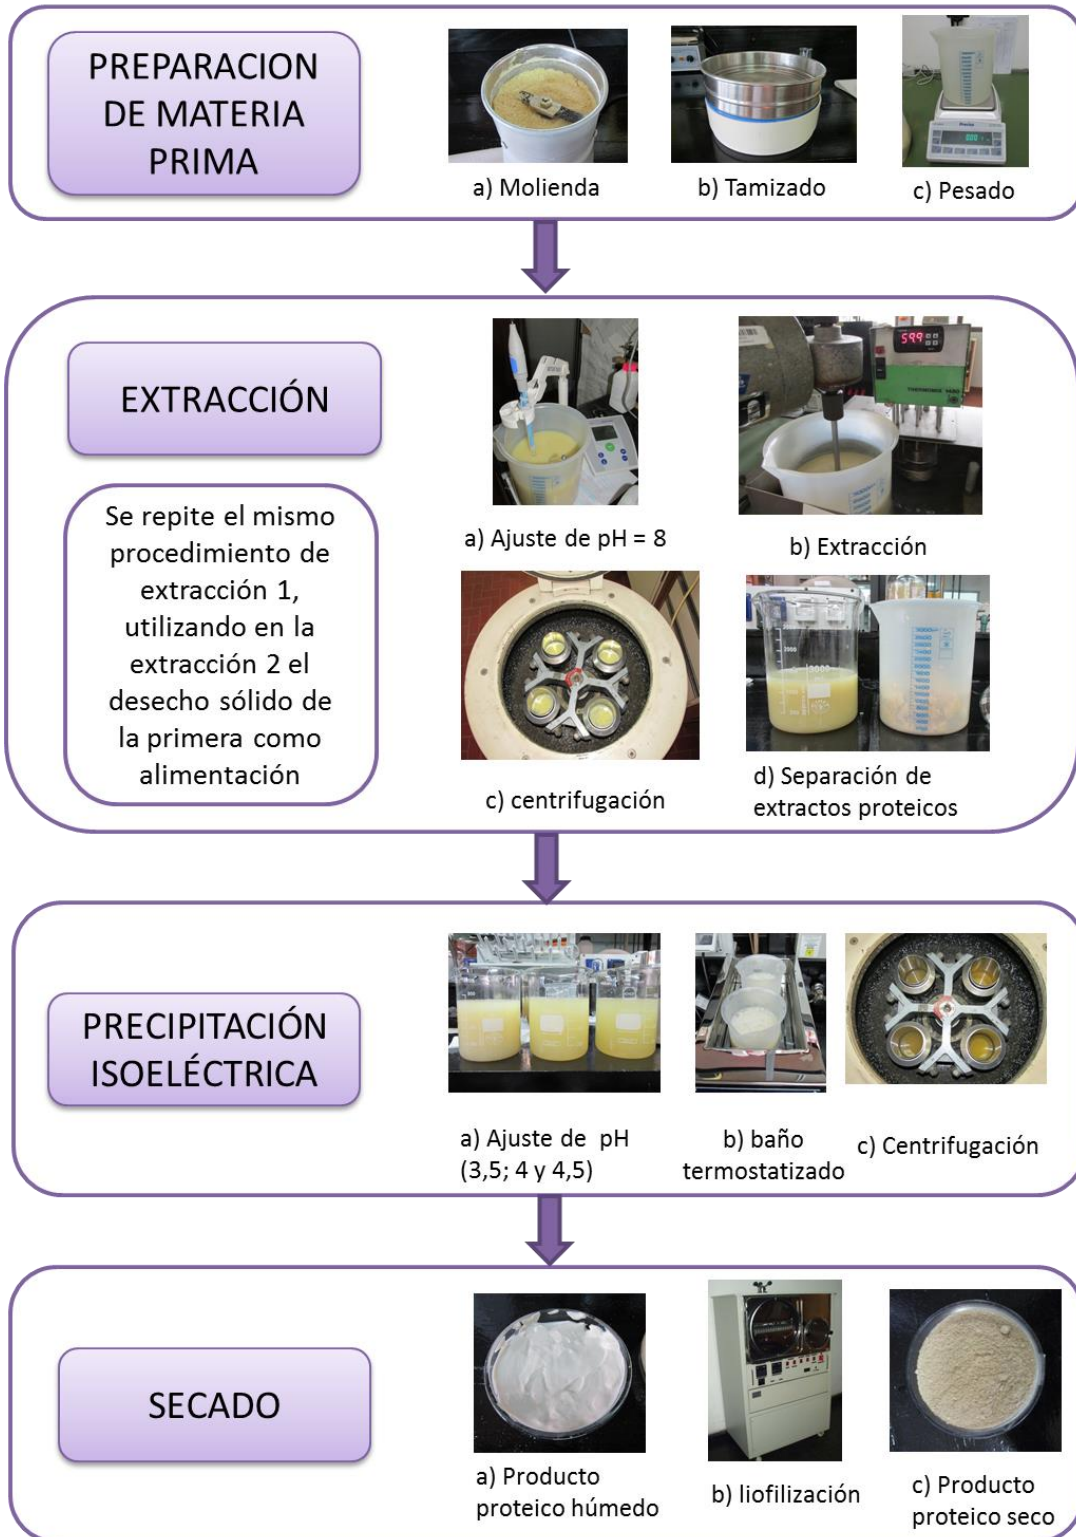 PREPARACION
DE MATERIA
PRIMA
a) Molienda
b) Tamizado
c) Pesado
EXTRACCIÓN
Se repite el mismo
procedimiento de
extracción 1,
utilizando en la
extracción 2 el
desecho sólido de
la primera como
alimentación
a) Ajuste de pH = 8
599
b) Extracción
c) centrifugación
d) Separación de
extractos proteicos
PRECIPITACIÓN
ISOELÉCTRICA
a) Ajuste de  pH
(3,5; 4 y 4,5)
b) baño
termostatizado
c) Centrifugación
SECADO
a) Producto
proteico húmedo
b) liofilización
c) Producto
proteico seco